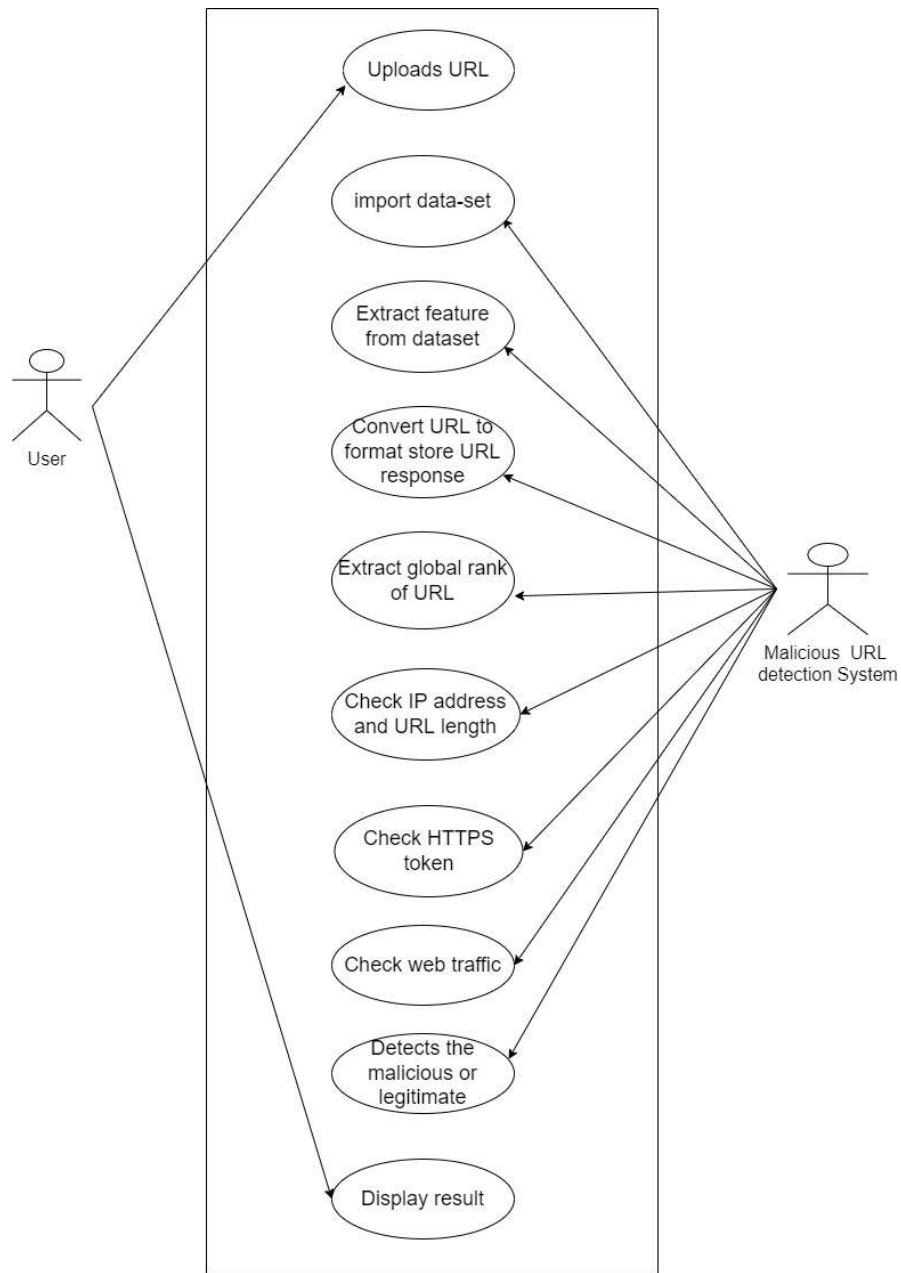 Uploads URL
import data-set
Extract feature
from dataset
User
Convert URL to
format store URL
response
Extract global rank
of URL
Malicious URL
detection System
Check IP address
and URL length
Check HTTPS
token
Check web traffic
Detects the
malicious or
legitimate
Display result